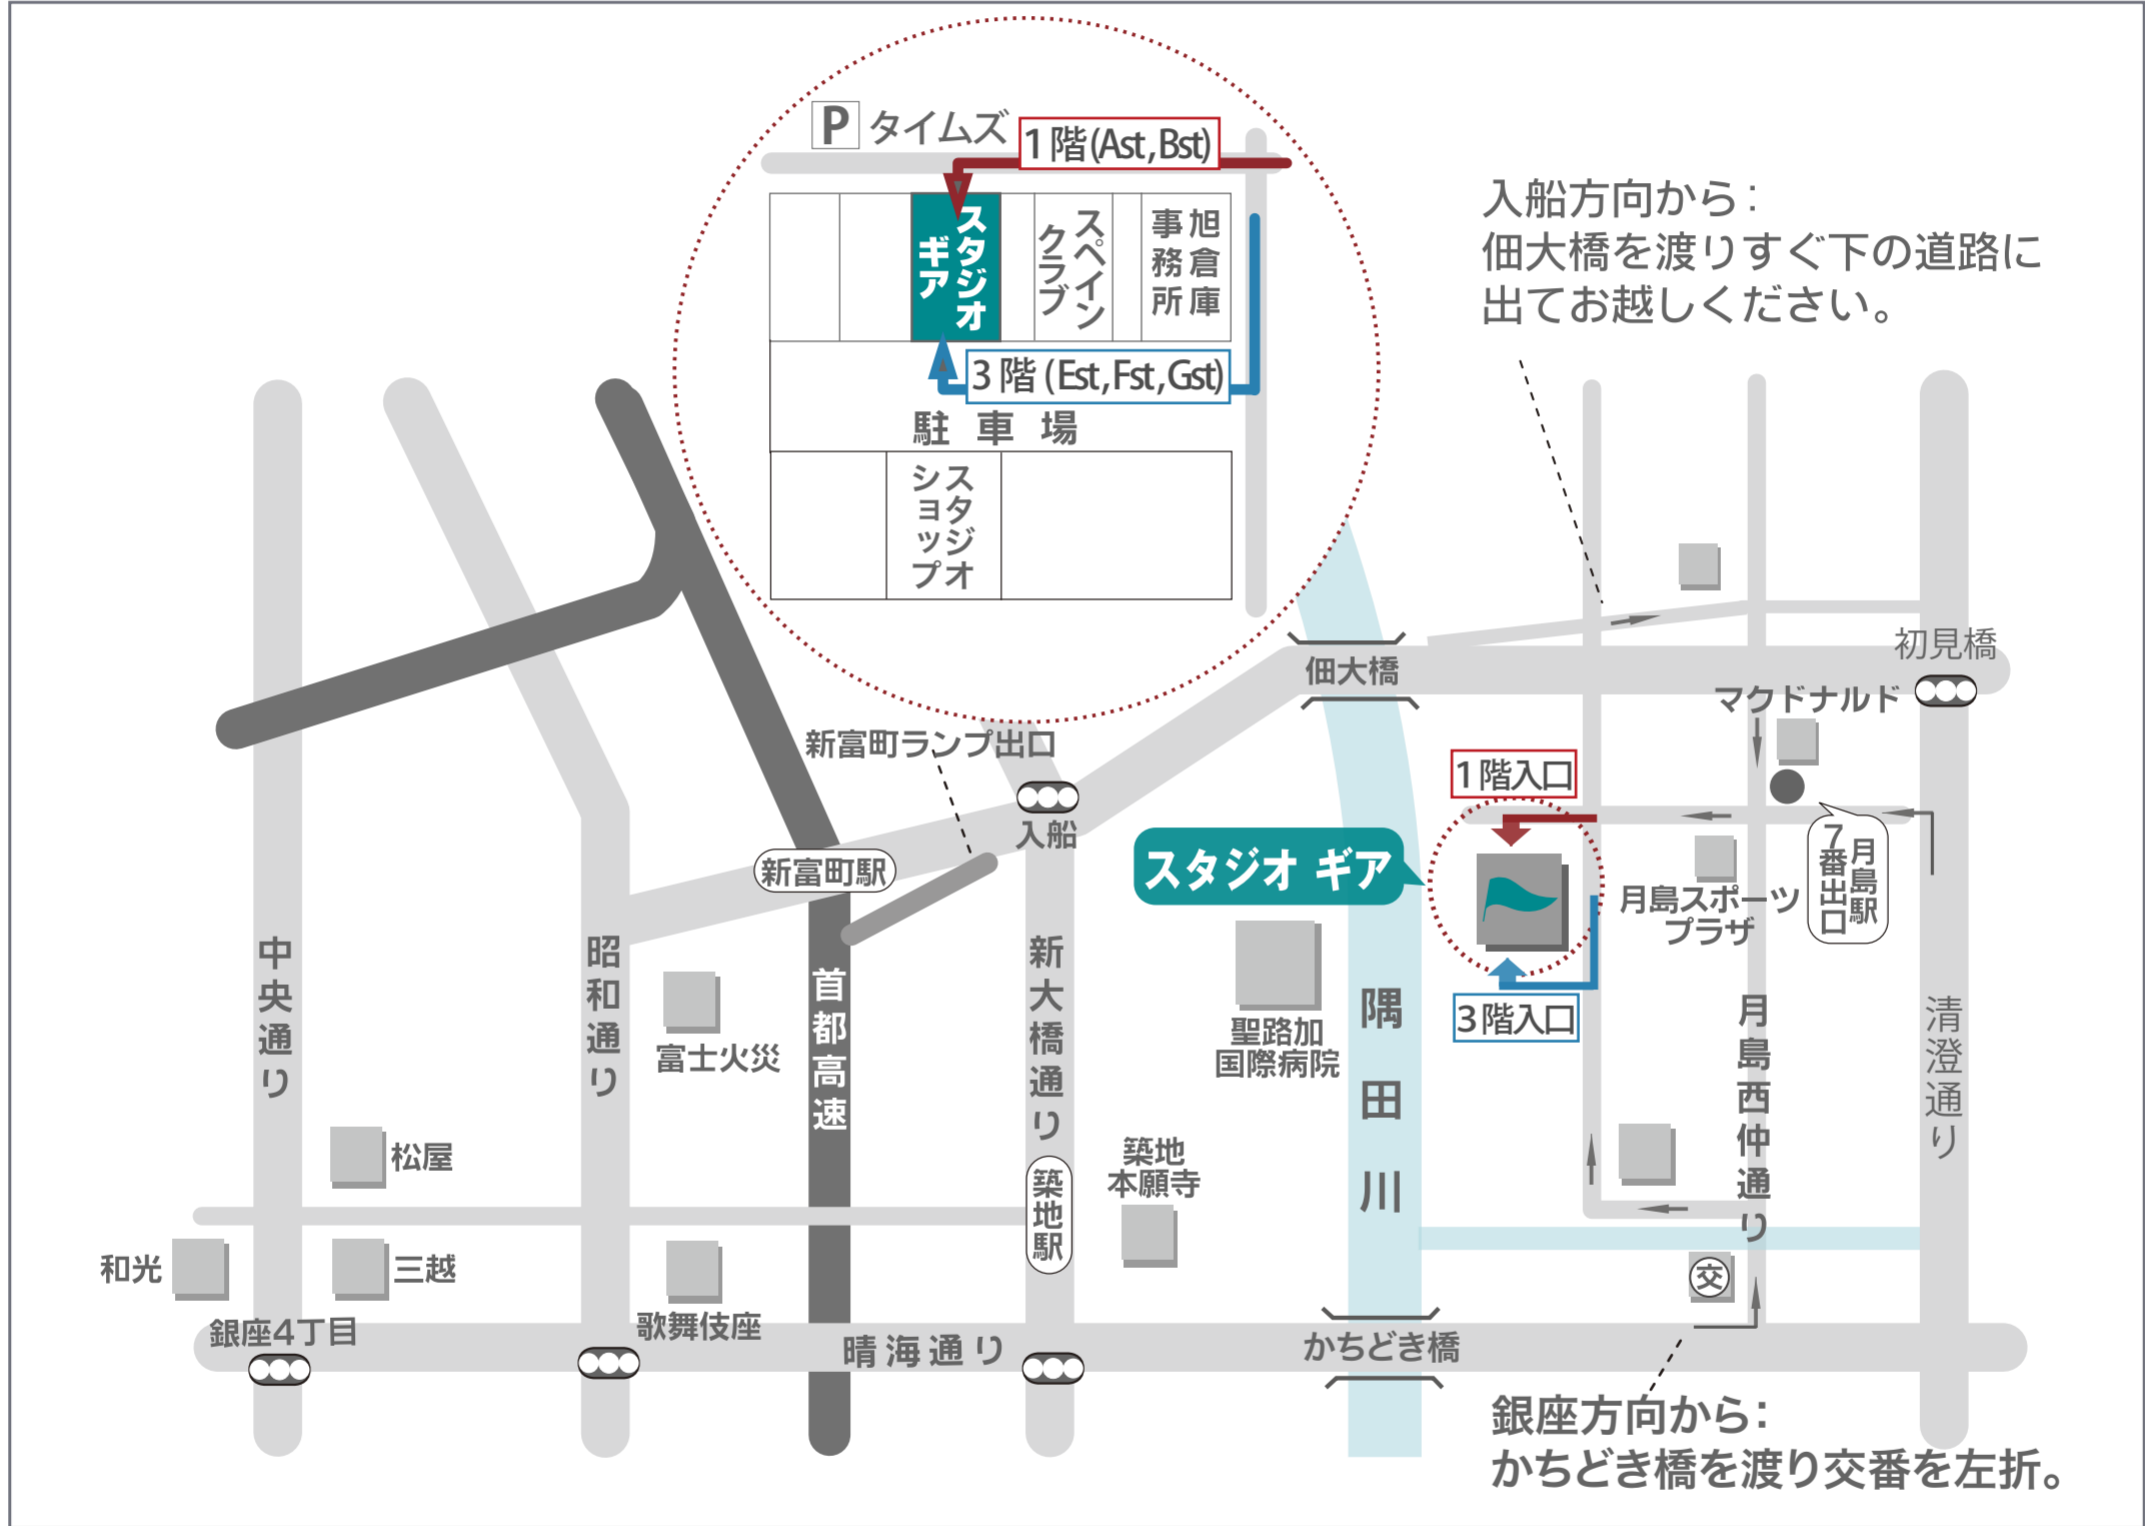 P タイムズ
1階(Ast,Bst)
スタジオ
ギア
スペイン
クラブ
旭倉庫
事務所
3階(Est,Fst,Gst)
駐車場
スタジオ
ショップ
入船方向から：
佃大橋を渡りすぐ下の道路に
出てお越しください。
初見橋
佃大橋
マクドナルド
新富町ランプ出口
1階入口
入船
月島駅
7番出口
スタジオ ギア
新富町駅
月島スポーツ
プラザ
中央通り
昭和通り
首都高速
新大橋通り
富士火災
聖路加
国際病院
隅田川
3階入口
月島西仲通り
清澄通り
松屋
築地
本願寺
築地駅
和光
三越
交
銀座4丁目
歌舞伎座
晴海通り
かちどき橋
銀座方向から：
かちどき橋を渡り交番を左折。